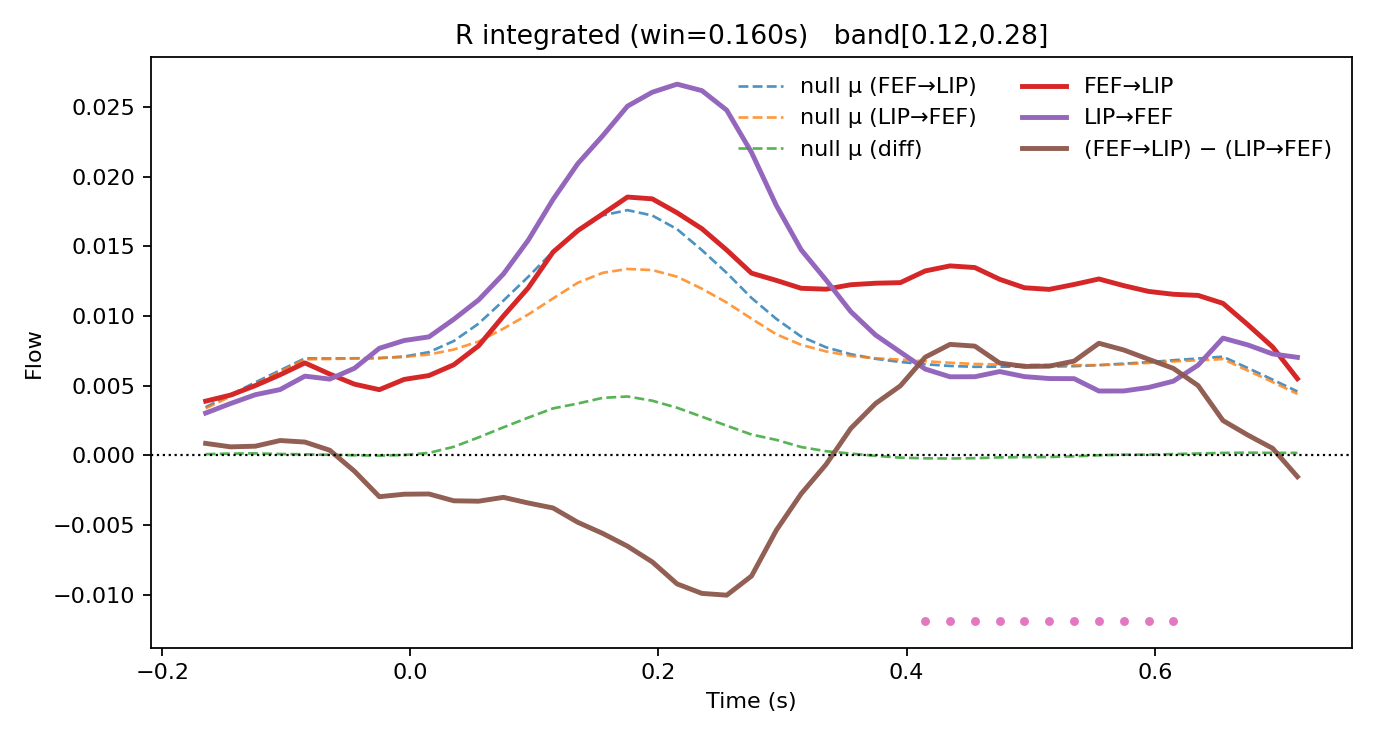 R integrated (win=0.160s)   band[0.12,0.28]
null μ (FEF→LIP)
null μ (LIP→FEF)
null μ (diff)
FEF→LIP
LIP→FEF
(FEF→LIP) − (LIP→FEF)
Flow
0.025
0.020
0.015
0.010
0.005
0.000
−0.005
−0.010
−0.2
0.0
0.2
0.4
0.6
Time (s)